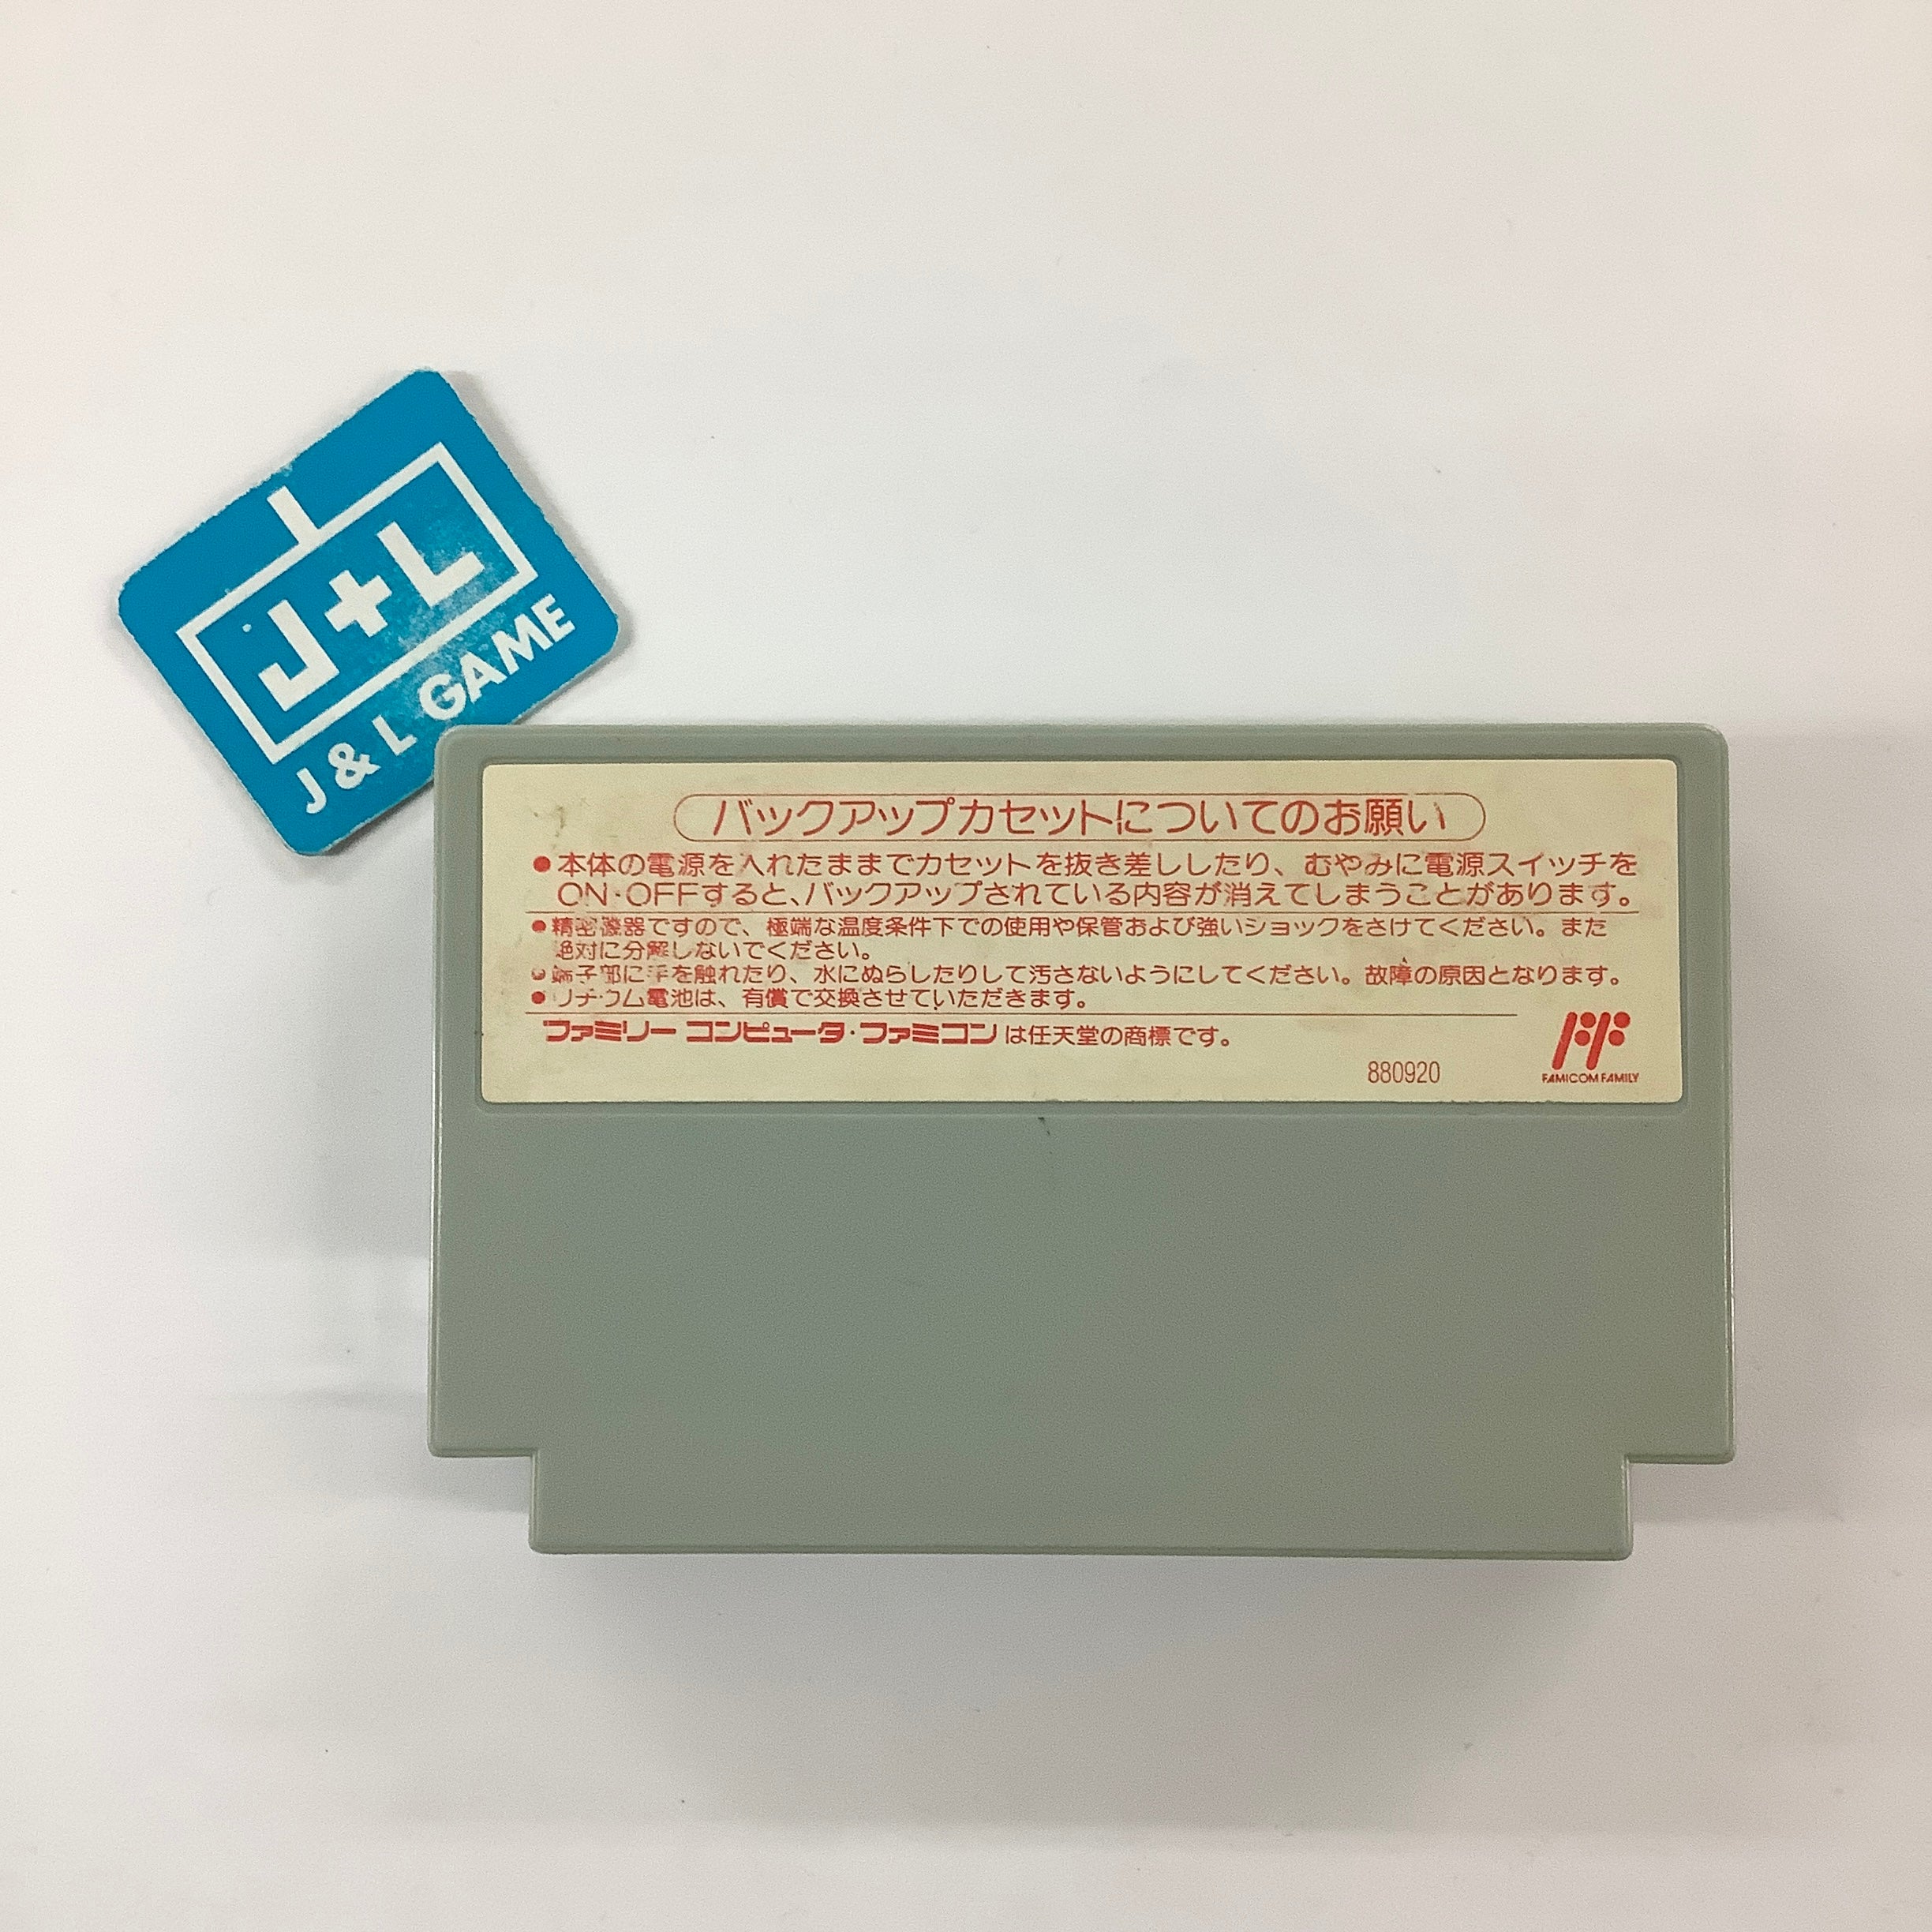 J+L
J & L GAME
バックアップカセットについてのお願い
●本体の電源を入れたままでカセットを抜き差ししたり、むやみに電源スイッチを
ON・OFFすると、バックアップされている内容が消えてしまうことがあります。
●精密機器ですので、極端な温度条件下での使用や保管および強いショックをさけてください。また
絶対に分解しないでください。
●端子部に手を触れたり、水にぬらしたりして汚さないようにしてください。故障の原因となります。
●リチウム電池は、有償で交換させていただきます。
ファミリー コンピュータ・ファミコンは任天堂の商標です。
880920
FAMICOM FAMILY